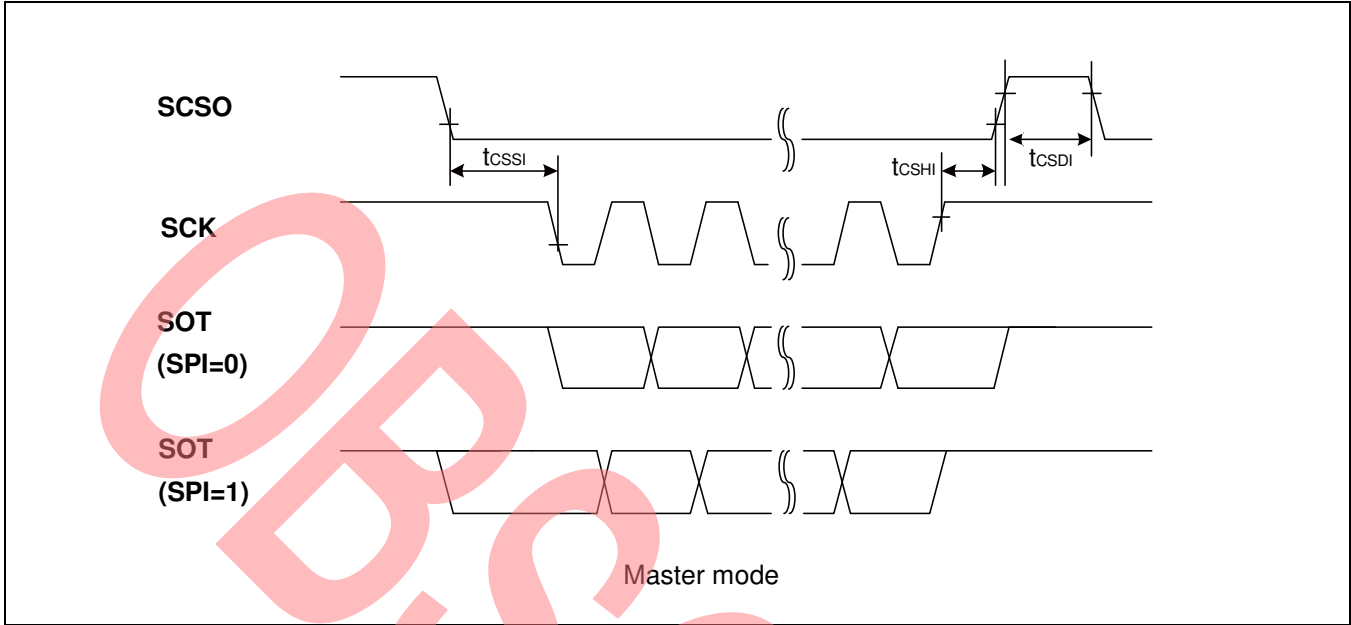 SCSO
tCSSI
tCSHI
tCSDI
SCK
SOT
(SPI=0)
SOT
(SPI=1)
Master mode